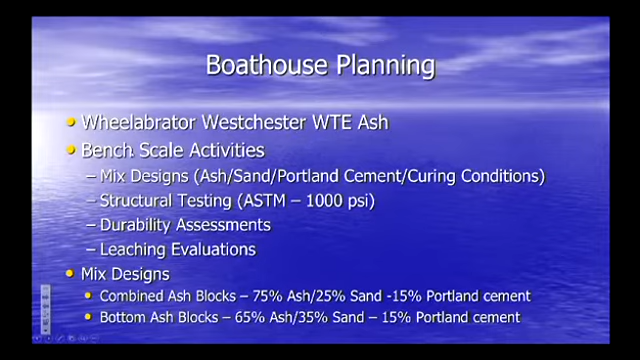 Boathouse Planning
Wheelabrator Westchester WTE Ash
Bench Scale Activities
– Mix Designs (Ash/Sand/Portland Cement/Curing Conditions)
– Structural Testing (ASTM – 1000 psi)
– Durability Assessments
– Leaching Evaluations
Mix Designs
Combined Ash Blocks – 75% Ash/25% Sand -15% Portland cement
Bottom Ash Blocks – 65% Ash/35% Sand – 15% Portland cement